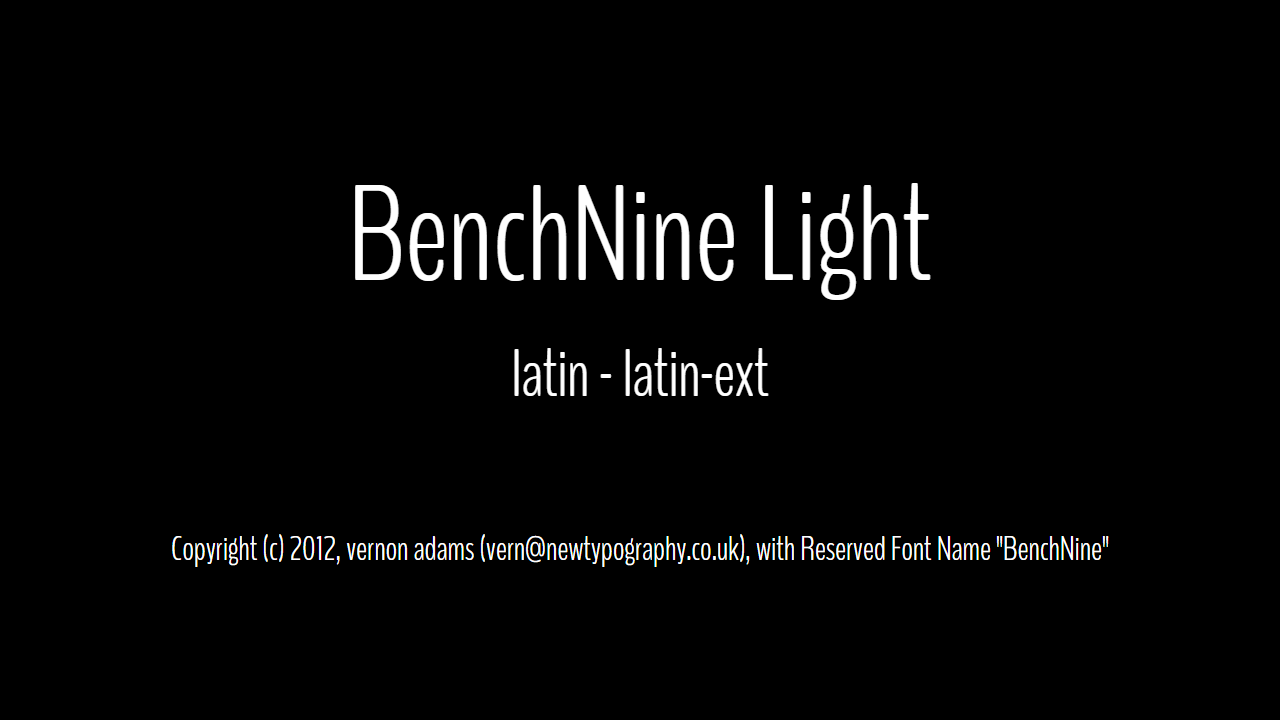 BenchNine Light
latin - latin-ext
Copyright (c) 2012, vernon adams (vern@newtypography.co.uk), with Reserved Font Name "BenchNine"